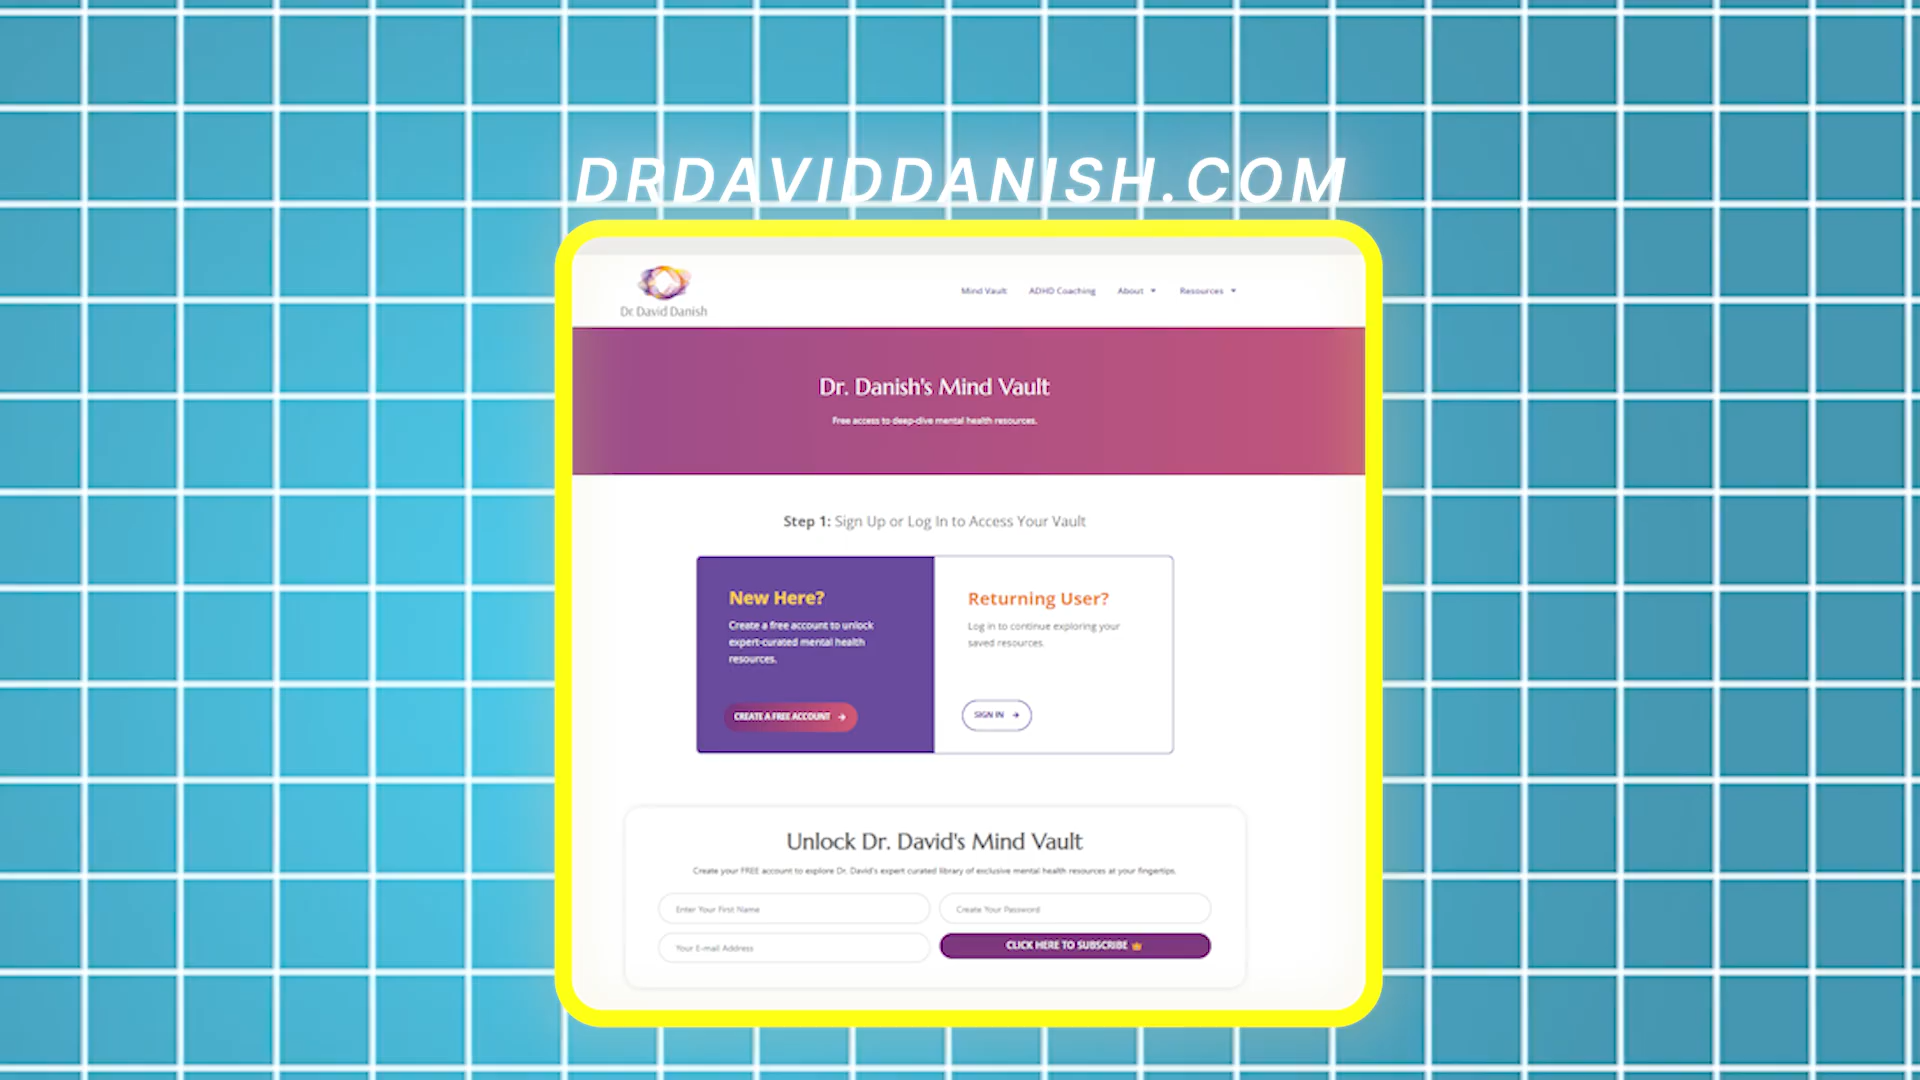 DRDAVIDDANISH.COM
Dr. David Danish
Mind Vault ADHD Coaching About Resources
Dr. Danish's Mind Vault
Free access to deep-dive mental health resources.
Step 1: Sign Up or Log In to Access Your Vault
New Here?
Create a free account to unlock
expert-curated mental health
resources.
CREATE A FREE ACCOUNT
Returning User?
Log in to continue exploring your
saved resources.
SIGN IN
Unlock Dr. David's Mind Vault
Create your FREE account to explore Dr. David's expert curated library of exclusive mental health resources at your fingertips.
Enter Your First Name
Create Your Password
Your E-mail Address
CLICK HERE TO SUBSCRIBE